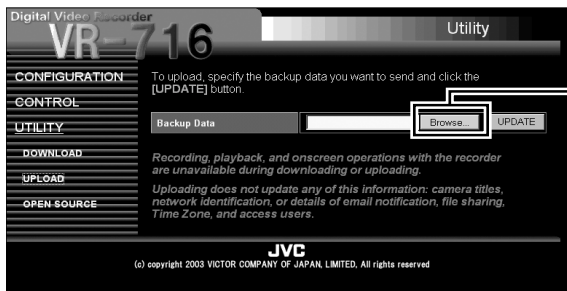 Digital Video Recorder
VR-716
Utility
CONFIGURATION
CONTROL
UTILITY
DOWNLOAD
UPLOAD
OPEN SOURCE
To upload, specify the backup data you want to send and click the
[UPDATE] button.
Backup Data
Browse...
UPDATE
Recording, playback, and onscreen operations with the recorder
are unavailable during downloading or uploading.
Uploading does not update any of this information: camera titles,
network identification, or details of email notification, file sharing,
Time Zone, and access users.
JVC
(c) copyright 2003 VICTOR COMPANY OF JAPAN, LIMITED, All rights reserved